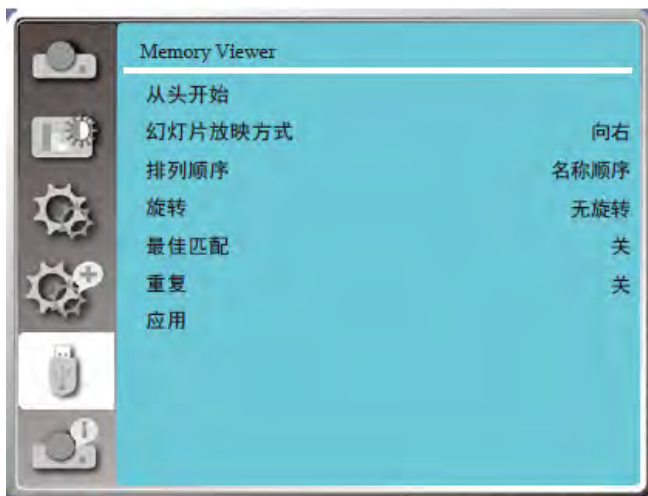 Memory Viewer
从头开始
幻灯片放映方式 向右
排列顺序 名称顺序
旋转 无旋转
最佳匹配 关
重复 关
应用